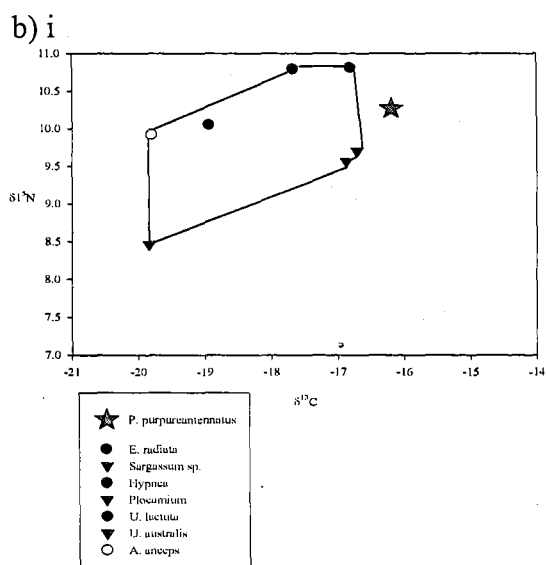 b) i
11.0
10.5
10.0
9.5
δ15N
9.0
8.5
8.0
7.5
7.0
-21 -20 -19 -18 -17 -16 -15 -14
δ13C
P. purpureantennatus
E. radiata
Sargassum sp.
Hypnea
Plocamium
U. lactuta
U. australis
A. anceps